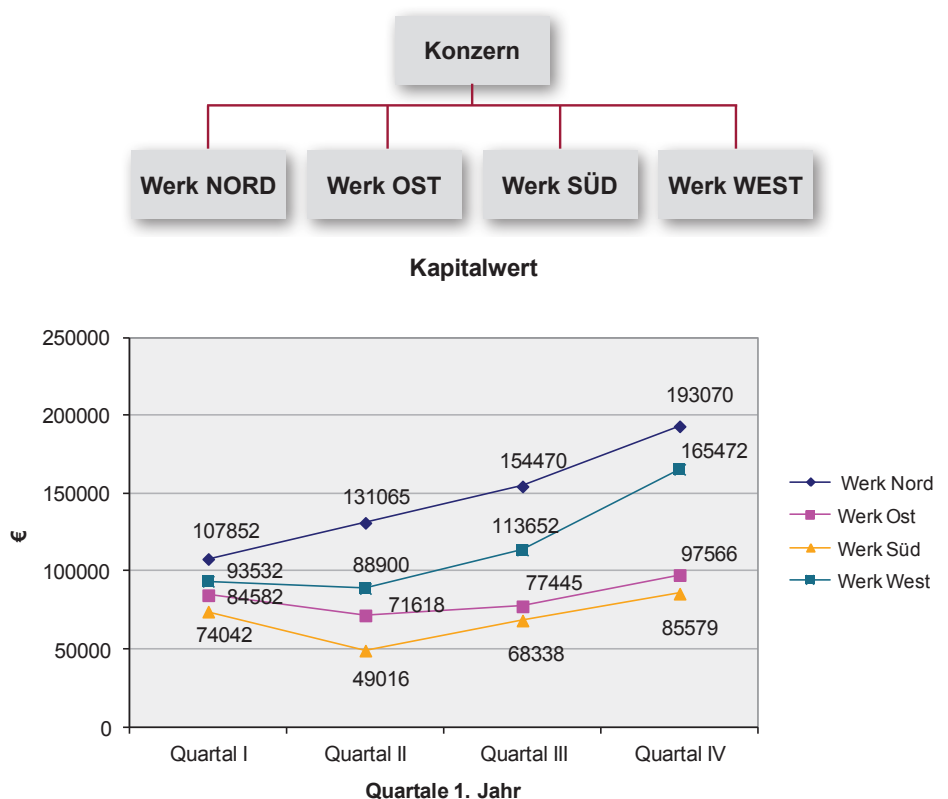 Konzern
Werk NORD
Werk OST
Werk SÜD
Werk WEST
Kapitalwert
250000
200000
150000
100000
50000
0
€
193070
165472
154470
131065
113652
107852
93532
88900
97566
84582
71618
77445
74042
49016
68338
85579
Werk Nord
Werk Ost
Werk Süd
Werk West
Quartal I
Quartal II
Quartal III
Quartal IV
Quartale 1. Jahr